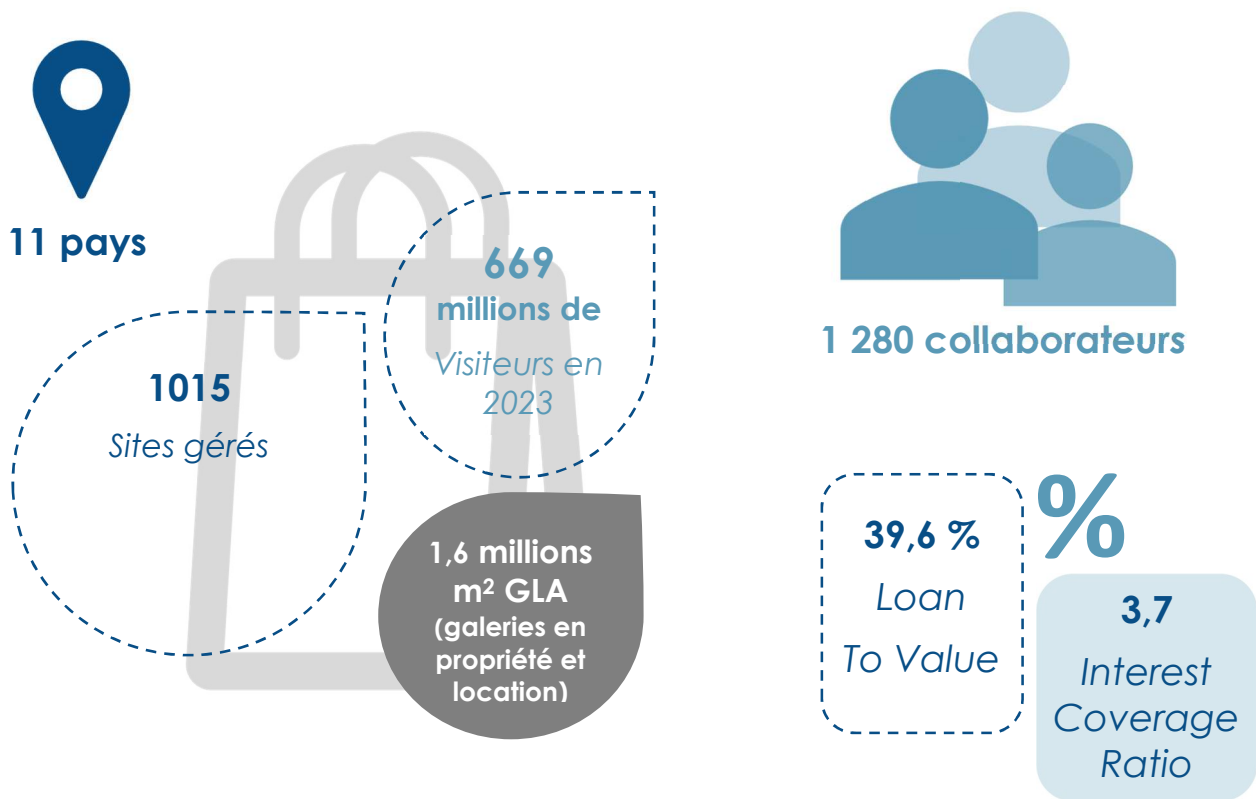 11 pays
669
millions de
Visiteurs en
2023
1015
Sites gérés
1,6 millions
m² GLA
(galeries en
propriété et
location)
1 280 collaborateurs
39,6 %
Loan
To Value
%
3,7
Interest
Coverage
Ratio